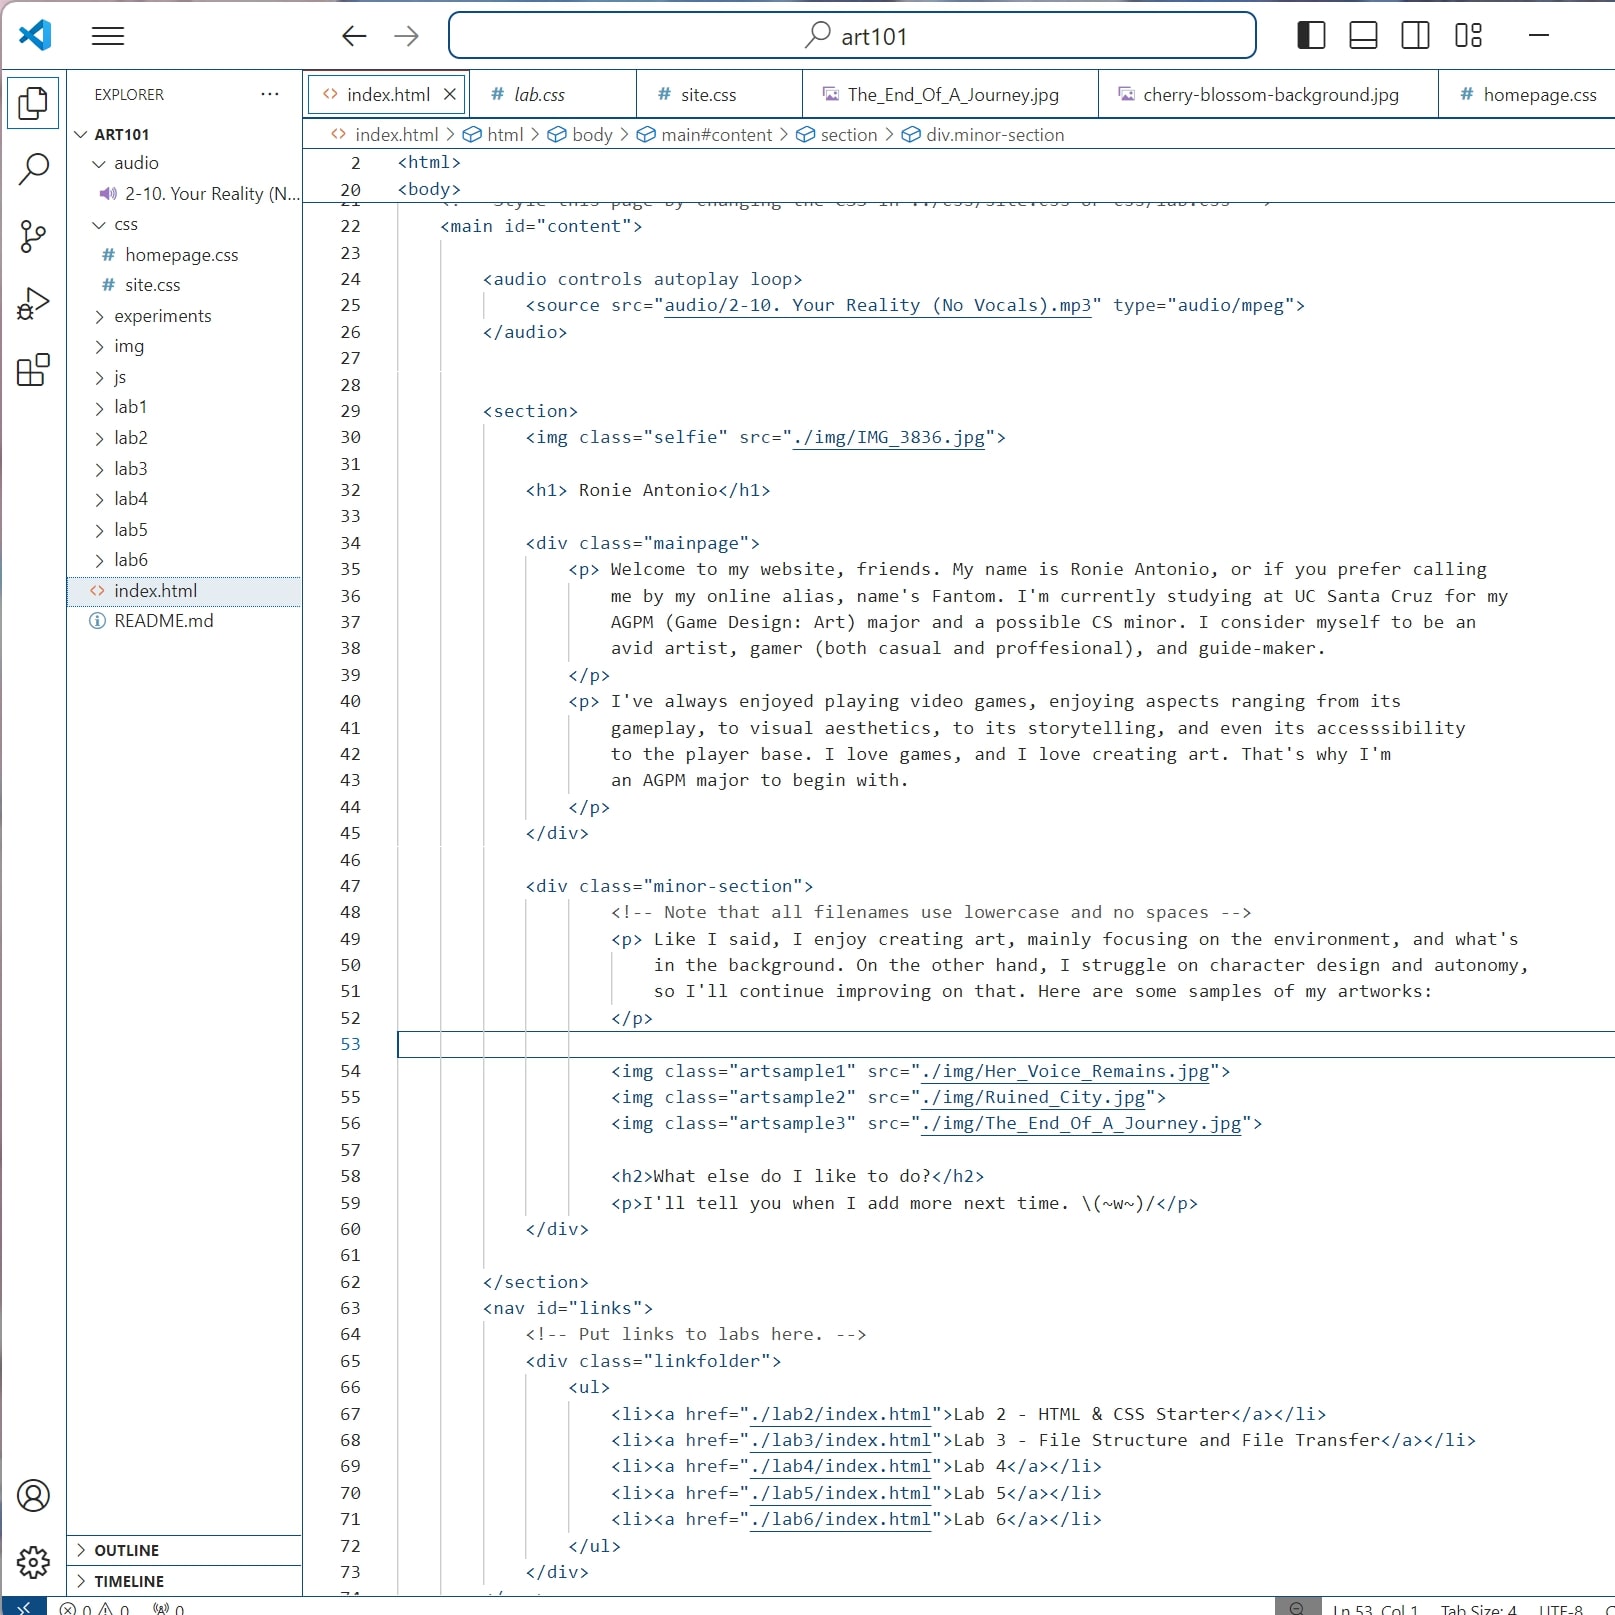 art101
EXPLORER
ART101
audio
2-10. Your Reality (N...
css
homepage.css
site.css
experiments
img
js
lab1
lab2
lab3
lab4
lab5
lab6
index.html
README.md
OUTLINE
TIMELINE
index.html
lab.css
site.css
The_End_Of_A_Journey.jpg
cherry-blossom-background.jpg
homepage.css
index.html > html > body > main#content > section > div.minor-section
2 <html>
20 <body>
21 <!-- Style this page by changing the CSS in ../css/site.css or css/lab.css -->
22 <main id="content">
23
24 <audio controls autoplay loop>
25 <source src="audio/2-10. Your Reality (No Vocals).mp3" type="audio/mpeg">
26 </audio>
27
28
29 <section>
30 <img class="selfie" src="./img/IMG_3836.jpg">
31
32 <h1> Ronie Antonio</h1>
33
34 <div class="mainpage">
35 <p> Welcome to my website, friends. My name is Ronie Antonio, or if you prefer calling
36 me by my online alias, name's Fantom. I'm currently studying at UC Santa Cruz for my
37 AGPM (Game Design: Art) major and a possible CS minor. I consider myself to be an
38 avid artist, gamer (both casual and proffesional), and guide-maker.
39 </p>
40 <p> I've always enjoyed playing video games, enjoying aspects ranging from its
41 gameplay, to visual aesthetics, to its storytelling, and even its accesssibility
42 to the player base. I love games, and I love creating art. That's why I'm
43 an AGPM major to begin with.
44 </p>
45 </div>
46
47 <div class="minor-section">
48 <!-- Note that all filenames use lowercase and no spaces -->
49 <p> Like I said, I enjoy creating art, mainly focusing on the environment, and what's
50 in the background. On the other hand, I struggle on character design and autonomy,
51 so I'll continue improving on that. Here are some samples of my artworks:
52 </p>
53
54 <img class="artsample1" src="./img/Her_Voice_Remains.jpg">
55 <img class="artsample2" src="./img/Ruined_City.jpg">
56 <img class="artsample3" src="./img/The_End_Of_A_Journey.jpg">
57
58 <h2>What else do I like to do?</h2>
59 <p>I'll tell you when I add more next time. \(~w~)/</p>
60 </div>
61
62 </section>
63 <nav id="links">
64 <!-- Put links to labs here. -->
65 <div class="linkfolder">
66 <ul>
67 <li><a href="./lab2/index.html">Lab 2 - HTML & CSS Starter</a></li>
68 <li><a href="./lab3/index.html">Lab 3 - File Structure and File Transfer</a></li>
69 <li><a href="./lab4/index.html">Lab 4</a></li>
70 <li><a href="./lab5/index.html">Lab 5</a></li>
71 <li><a href="./lab6/index.html">Lab 6</a></li>
72 </ul>
73 </div>
0 0 0
Ln 53, Col 1 Tab Size: 4 UTF-8